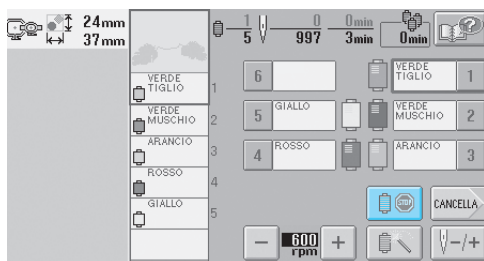 24mm
37mm
1
5
0
997
0min
3min
0min
VERDE
TIGLIO
1
VERDE
MUSCHIO
2
ARANCIO
3
ROSSO
4
GIALLO
5
6
VERDE
TIGLIO
1
5
GIALLO
VERDE
MUSCHIO
2
4
ROSSO
ARANCIO
3
STOP
CANCELLA
−
600
rpm
+
−/+